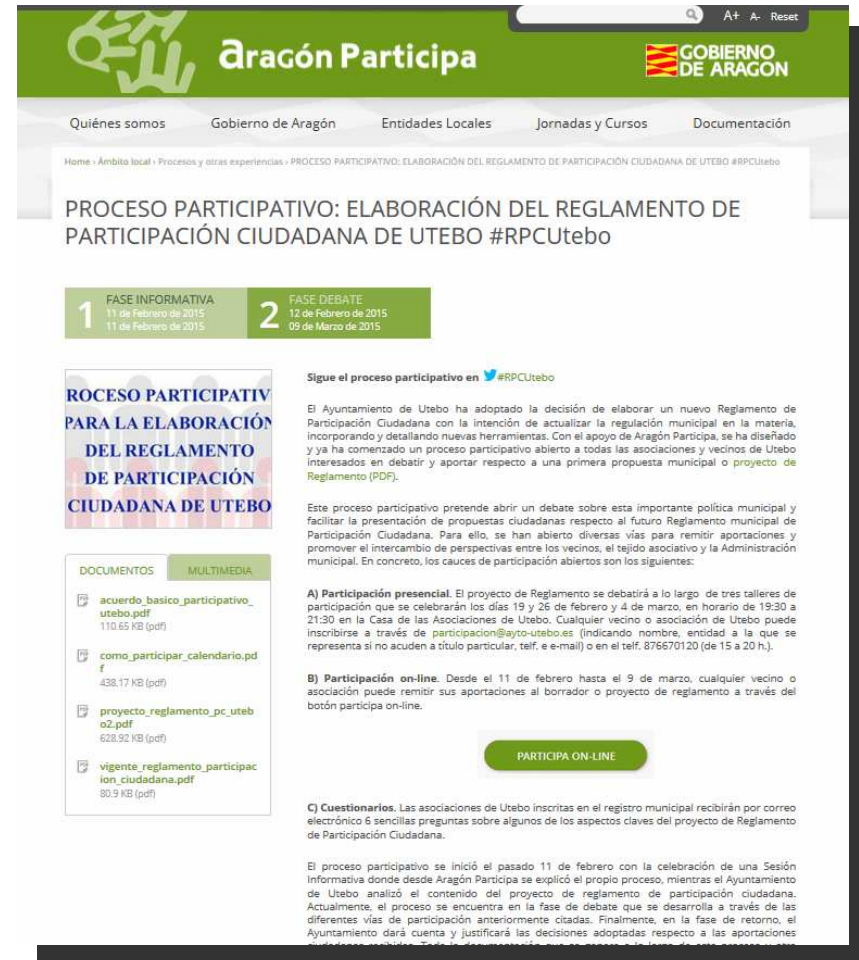 A+ A- Reset
aragón Participa
GOBIERNO
DE ARAGON
Quiénes somos Gobierno de Aragón Entidades Locales Jornadas y Cursos Documentación
Home › Ámbito local › Procesos y otras experiencias › PROCESO PARTICIPATIVO: ELABORACIÓN DEL REGLAMENTO DE PARTICIPACIÓN CIUDADANA DE UTEBO #RPCUtebo
PROCESO PARTICIPATIVO: ELABORACIÓN DEL REGLAMENTO DE
PARTICIPACIÓN CIUDADANA DE UTEBO #RPCUtebo
1 FASE INFORMATIVA
11 de Febrero de 2015
11 de Febrero de 2015
2 FASE DEBATE
12 de Febrero de 2015
09 de Marzo de 2015
ROCESO PARTICIPATIV
PARA LA ELABORACIÓN
DEL REGLAMENTO
DE PARTICIPACIÓN
CIUDADANA DE UTEBO
DOCUMENTOS MULTIMEDIA
acuerdo_basico_participativo_
utebo.pdf
110.65 KB (pdf)
como_participar_calendario.pd
f
438.17 KB (pdf)
proyecto_reglamento_pc_uteb
o2.pdf
628.92 KB (pdf)
vigente_reglamento_participac
ion_ciudadana.pdf
80.9 KB (pdf)
Sigue el proceso participativo en #RPCUtebo
El Ayuntamiento de Utebo ha adoptado la decisión de elaborar un nuevo Reglamento de
Participación Ciudadana con la intención de actualizar la regulación municipal en la materia,
incorporando y detallando nuevas herramientas. Con el apoyo de Aragón Participa, se ha diseñado
y ya ha comenzado un proceso participativo abierto a todas las asociaciones y vecinos de Utebo
interesados en debatir y aportar respecto a una primera propuesta municipal o proyecto de
Reglamento (PDF).
Este proceso participativo pretende abrir un debate sobre esta importante política municipal y
facilitar la presentación de propuestas ciudadanas respecto al futuro Reglamento municipal de
Participación Ciudadana. Para ello, se han abierto diversas vías para remitir aportaciones y
promover el intercambio de perspectivas entre los vecinos, el tejido asociativo y la Administración
municipal. En concreto, los cauces de participación abiertos son los siguientes:
A) Participación presencial. El proyecto de Reglamento se debatirá a lo largo de tres talleres de
participación que se celebrarán los días 19 y 26 de febrero y 4 de marzo, en horario de 19:30 a
21:30 en la Casa de las Asociaciones de Utebo. Cualquier vecino o asociación de Utebo puede
inscribirse a través de participacion@ayto-utebo.es (indicando nombre, entidad a la que se
representa si no acuden a título particular, telf. e e-mail) o en el telf. 876670120 (de 15 a 20 h.).
B) Participación on-line. Desde el 11 de febrero hasta el 9 de marzo, cualquier vecino o
asociación puede remitir sus aportaciones al borrador o proyecto de reglamento a través del
botón participa on-line.
PARTICIPA ON-LINE
C) Cuestionarios. Las asociaciones de Utebo inscritas en el registro municipal recibirán por correo
electrónico 6 sencillas preguntas sobre algunos de los aspectos claves del proyecto de Reglamento
de Participación Ciudadana.
El proceso participativo se inició el pasado 11 de febrero con la celebración de una Sesión
Informativa donde desde Aragón Participa se explicó el propio proceso, mientras el Ayuntamiento
de Utebo analizó el contenido del proyecto de reglamento de participación ciudadana.
Actualmente, el proceso se encuentra en la fase de debate que se desarrolla a través de las
diferentes vías de participación anteriormente citadas. Finalmente, en la fase de retorno, el
Ayuntamiento dará cuenta y justificará las decisiones adoptadas respecto a las aportaciones